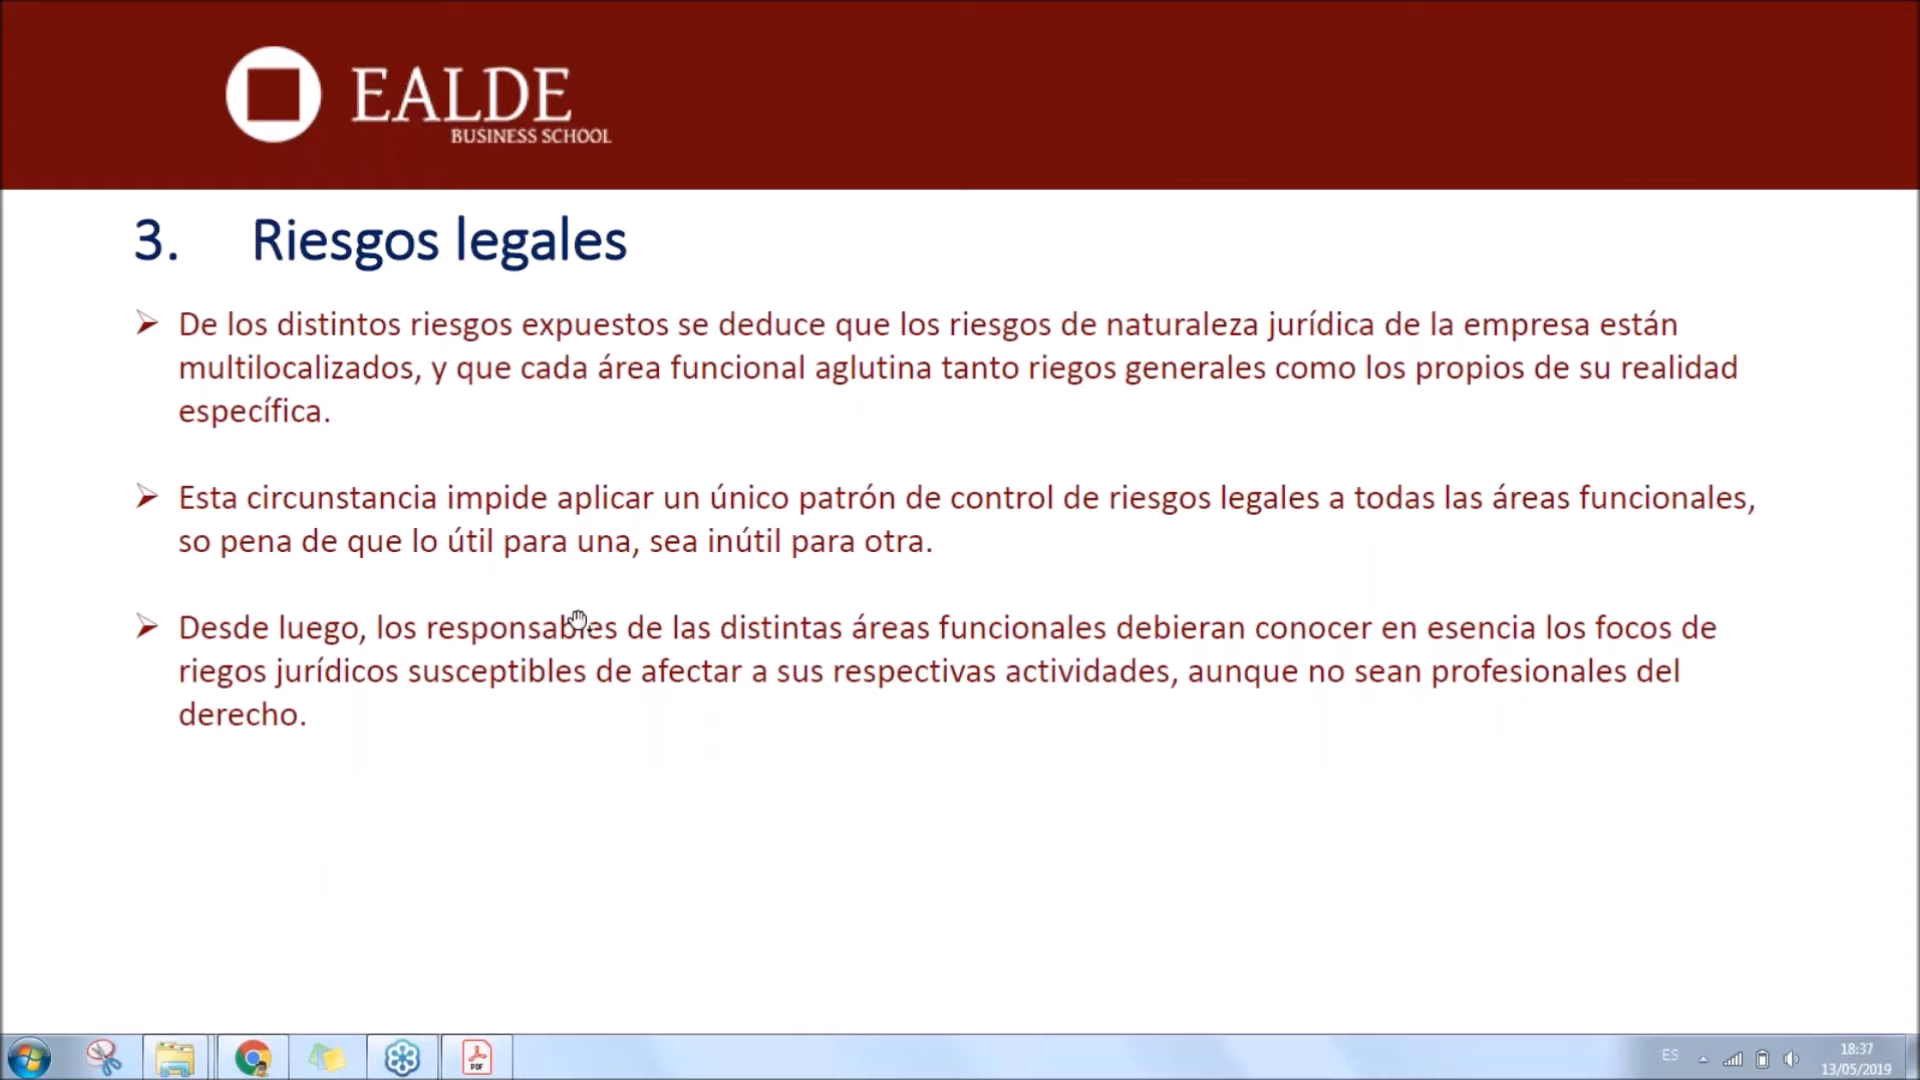 EALDE
BUSINESS SCHOOL
3. Riesgos legales
De los distintos riesgos expuestos se deduce que los riesgos de naturaleza jurídica de la empresa están
multilocalizados, y que cada área funcional aglutina tanto riegos generales como los propios de su realidad
específica.
Esta circunstancia impide aplicar un único patrón de control de riesgos legales a todas las áreas funcionales,
so pena de que lo útil para una, sea inútil para otra.
Desde luego, los responsables de las distintas áreas funcionales debieran conocer en esencia los focos de
riegos jurídicos susceptibles de afectar a sus respectivas actividades, aunque no sean profesionales del
derecho.
PDF
ES
18:37
13/05/2019